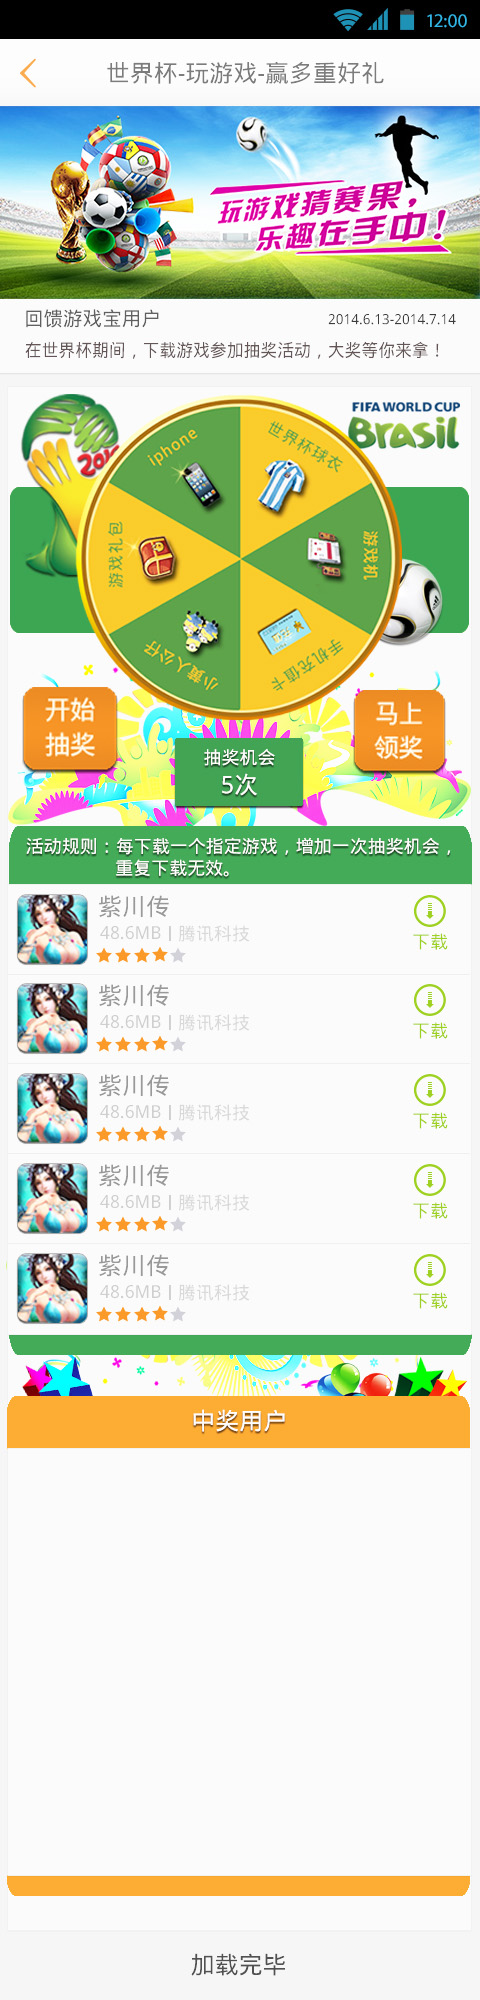 12:00
世界杯-玩游戏-赢多重好礼
玩游戏猜赛果，
乐趣在手中！
回馈游戏宝用户
2014.6.13-2014.7.14
在世界杯期间，下载游戏参加抽奖活动，大奖等你来拿！
FIFA WORLD CUP
Brasil
iphone
世界杯球衣
游戏礼包
游戏机
小黄人公仔
手机充值卡
开始
抽奖
马上
领奖
抽奖机会
5次
活动规则：每下载一个指定游戏，增加一次抽奖机会，
重复下载无效。
紫川传
48.6MB | 腾讯科技
下载
紫川传
48.6MB | 腾讯科技
下载
紫川传
48.6MB | 腾讯科技
下载
紫川传
48.6MB | 腾讯科技
下载
紫川传
48.6MB | 腾讯科技
下载
中奖用户
加载完毕